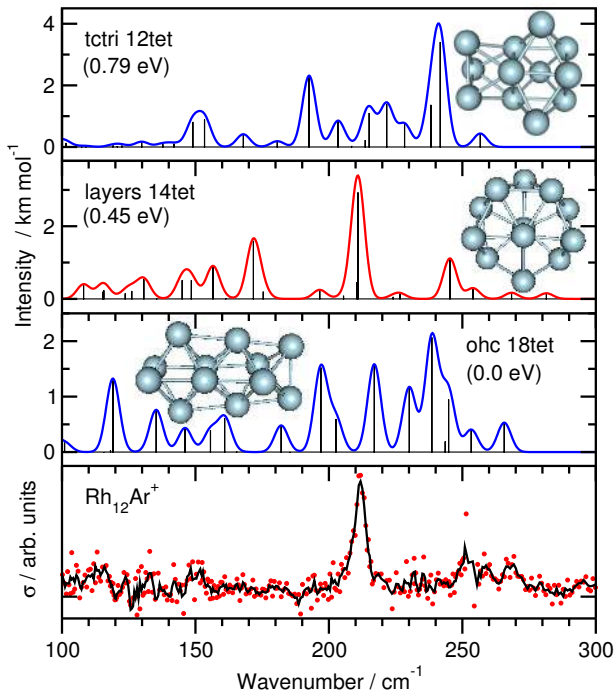 4
tctri 12tet
(0.79 eV)
2
0
layers 14tet
(0.45 eV)
2
0
Intensity / km mol⁻¹
ohc 18tet
(0.0 eV)
2
0
Rh₁₂Ar⁺
σ / arb. units
100 150 200 250 300
Wavenumber / cm⁻¹